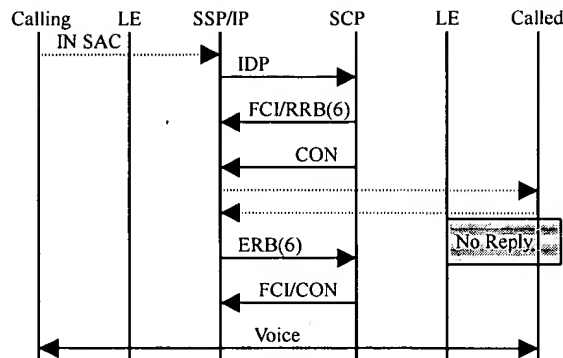 Calling LE SSP/IP SCP LE Called
IN SAC
IDP
FCI/RRB(6)
CON
No Reply
ERB(6)
FCI/CON
Voice